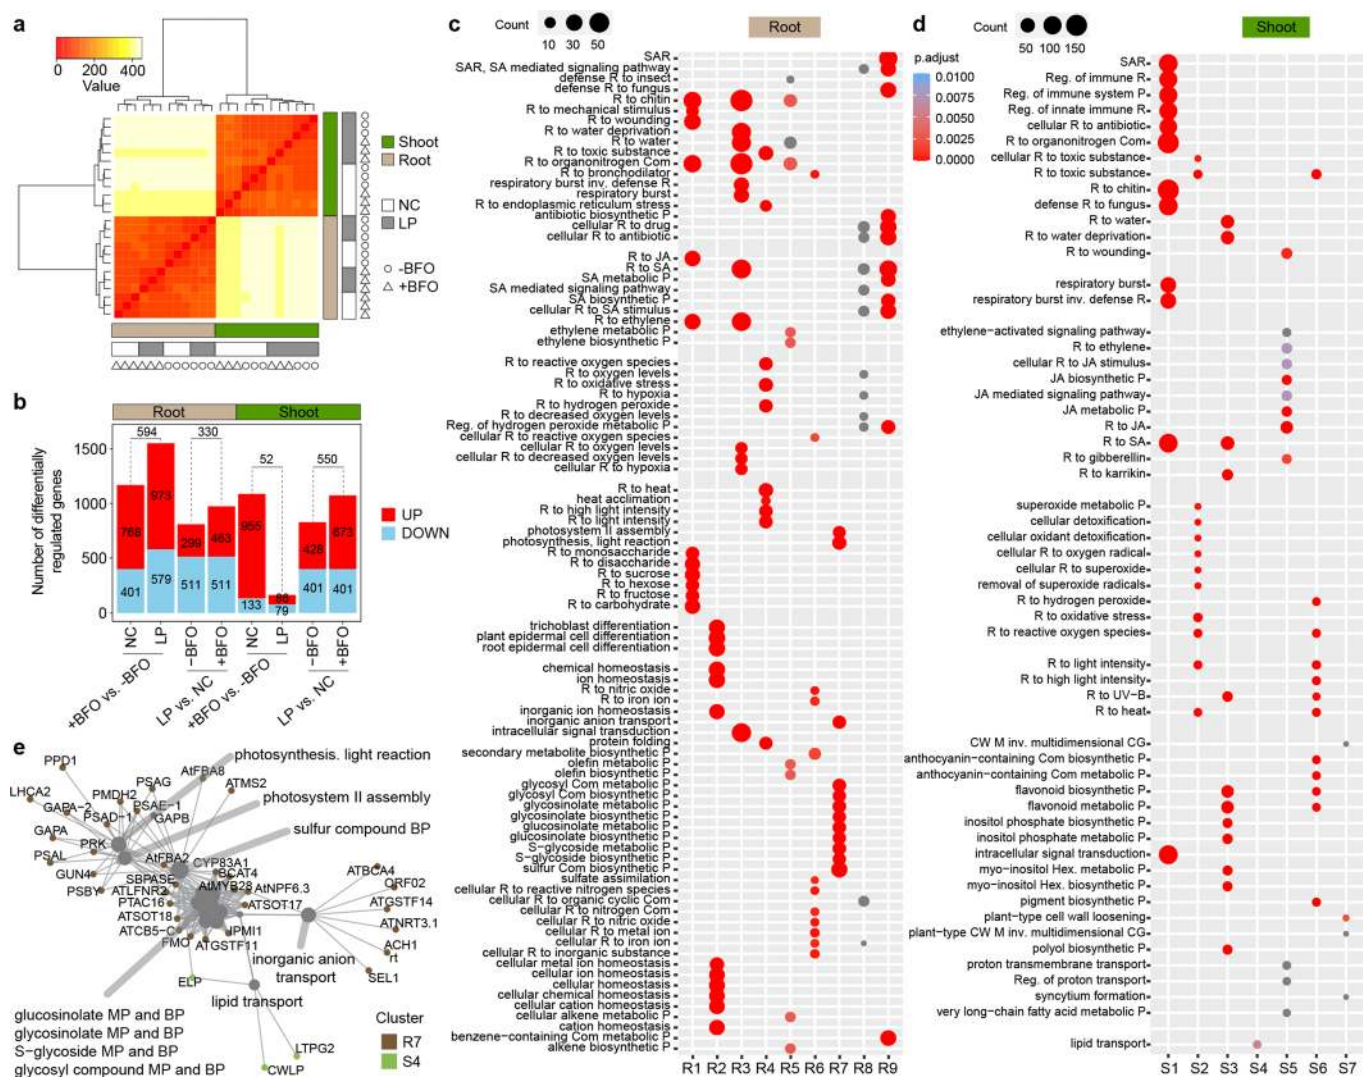 a
0 200 400
Value
Shoot
Root
NC
LP
-BFO
+BFO
b
Root
Shoot
Number of differentially
regulated genes
1500
1000
500
0
594
330
52
550
768
973
299
463
955
86
428
673
401
579
511
511
133
79
401
401
UP
DOWN
NC
LP
-BFO
+BFO
NC
LP
-BFO
+BFO
+BFO vs. -BFO
LP vs. NC
+BFO vs. -BFO
LP vs. NC
c
Count
10 30 50
Root
SAR
SAR, SA mediated signaling pathway
defense R to insect
defense R to fungus
R to chitin
R to mechanical stimulus
R to wounding
R to water deprivation
R to water
R to toxic substance
R to organonitrogen Com
R to bronchodilator
respiratory burst inv. defense R
respiratory burst
R to endoplasmic reticulum stress
antibiotic biosynthetic P
cellular R to drug
cellular R to antibiotic
R to JA
R to SA
SA metabolic P
SA mediated signaling pathway
SA biosynthetic P
cellular R to SA stimulus
R to ethylene
ethylene metabolic P
ethylene biosynthetic P
R to reactive oxygen species
R to oxygen levels
R to oxidative stress
R to hypoxia
R to hydrogen peroxide
R to decreased oxygen levels
Reg. of hydrogen peroxide metabolic P
cellular R to reactive oxygen species
cellular R to oxygen levels
cellular R to decreased oxygen levels
cellular R to hypoxia
R to heat
heat acclimation
R to high light intensity
R to light intensity
photosystem II assembly
photosynthesis, light reaction
R to monosaccharide
R to disaccharide
R to sucrose
R to hexose
R to fructose
R to carbohydrate
trichoblast differentiation
plant epidermal cell differentiation
root epidermal cell differentiation
chemical homeostasis
ion homeostasis
R to nitric oxide
R to iron ion
inorganic ion homeostasis
inorganic anion transport
intracellular signal transduction
protein folding
secondary metabolite biosynthetic P
olefin metabolic P
olefin biosynthetic P
glycosyl Com metabolic P
glycosyl Com biosynthetic P
glycosinolate metabolic P
glycosinolate biosynthetic P
glucosinolate metabolic P
glucosinolate biosynthetic P
S-glycoside metabolic P
S-glycoside biosynthetic P
sulfur Com biosynthetic P
sulfate assimilation
cellular R to reactive nitrogen species
cellular R to organic cyclic Com
cellular R to nitrogen Com
cellular R to nitric oxide
cellular R to metal ion
cellular R to iron ion
cellular R to inorganic substance
cellular metal ion homeostasis
cellular ion homeostasis
cellular homeostasis
cellular chemical homeostasis
cellular cation homeostasis
cellular alkene metabolic P
cation homeostasis
benzene-containing Com metabolic P
alkene biosynthetic P
R1 R2 R3 R4 R5 R6 R7 R8 R9
p.adjust
0.0100
0.0075
0.0050
0.0025
0.0000
d
Count
50 100 150
Shoot
SAR
Reg. of immune R
Reg. of immune system P
Reg. of innate immune R
cellular R to antibiotic
R to organonitrogen Com
cellular R to toxic substance
R to toxic substance
R to chitin
defense R to fungus
R to water
R to water deprivation
R to wounding
respiratory burst
respiratory burst inv. defense R
ethylene-activated signaling pathway
R to ethylene
cellular R to JA stimulus
JA biosynthetic P
JA mediated signaling pathway
JA metabolic P
R to JA
R to SA
R to gibberellin
R to karrikin
superoxide metabolic P
cellular detoxification
cellular oxidant detoxification
cellular R to oxygen radical
cellular R to superoxide
removal of superoxide radicals
R to hydrogen peroxide
R to oxidative stress
R to reactive oxygen species
R to light intensity
R to high light intensity
R to UV-B
R to heat
CW M inv. multidimensional CG
anthocyanin-containing Com biosynthetic P
anthocyanin-containing Com metabolic P
flavonoid biosynthetic P
flavonoid metabolic P
inositol phosphate biosynthetic P
inositol phosphate metabolic P
intracellular signal transduction
myo-inositol Hex. metabolic P
myo-inositol Hex. biosynthetic P
pigment biosynthetic P
plant-type cell wall loosening
plant-type CW M inv. multidimensional CG
polyol biosynthetic P
proton transmembrane transport
Reg. of proton transport
syncytium formation
very long-chain fatty acid metabolic P
lipid transport
S1 S2 S3 S4 S5 S6 S7
e
photosynthesis. light reaction
photosystem II assembly
sulfur compound BP
PPD1
LHCA2
GAPA-2
PMDH2
PSAG
AtFBA8
ATMS2
PSAE-1
PSAD-1
GAPB
GAPA
PRK
PSAL
GUN4
PSBY
AtFBA2
CYP83A1
BCAT4
SBPASE
AtMYB28
AtNPF6.3
ATLFNR2
PTAC16
ATSOT17
ATSOT18
ATCB5-C
IPMI1
FMO
ATGSTF11
ELP
ATBCA4
ORF02
ATGSTF14
ATNRT3.1
ACH1
rt
SEL1
inorganic anion
transport
lipid transport
LTPG2
CWLP
glucosinolate MP and BP
glycosinolate MP and BP
S-glycoside MP and BP
glycosyl compound MP and BP
Cluster
R7
S4